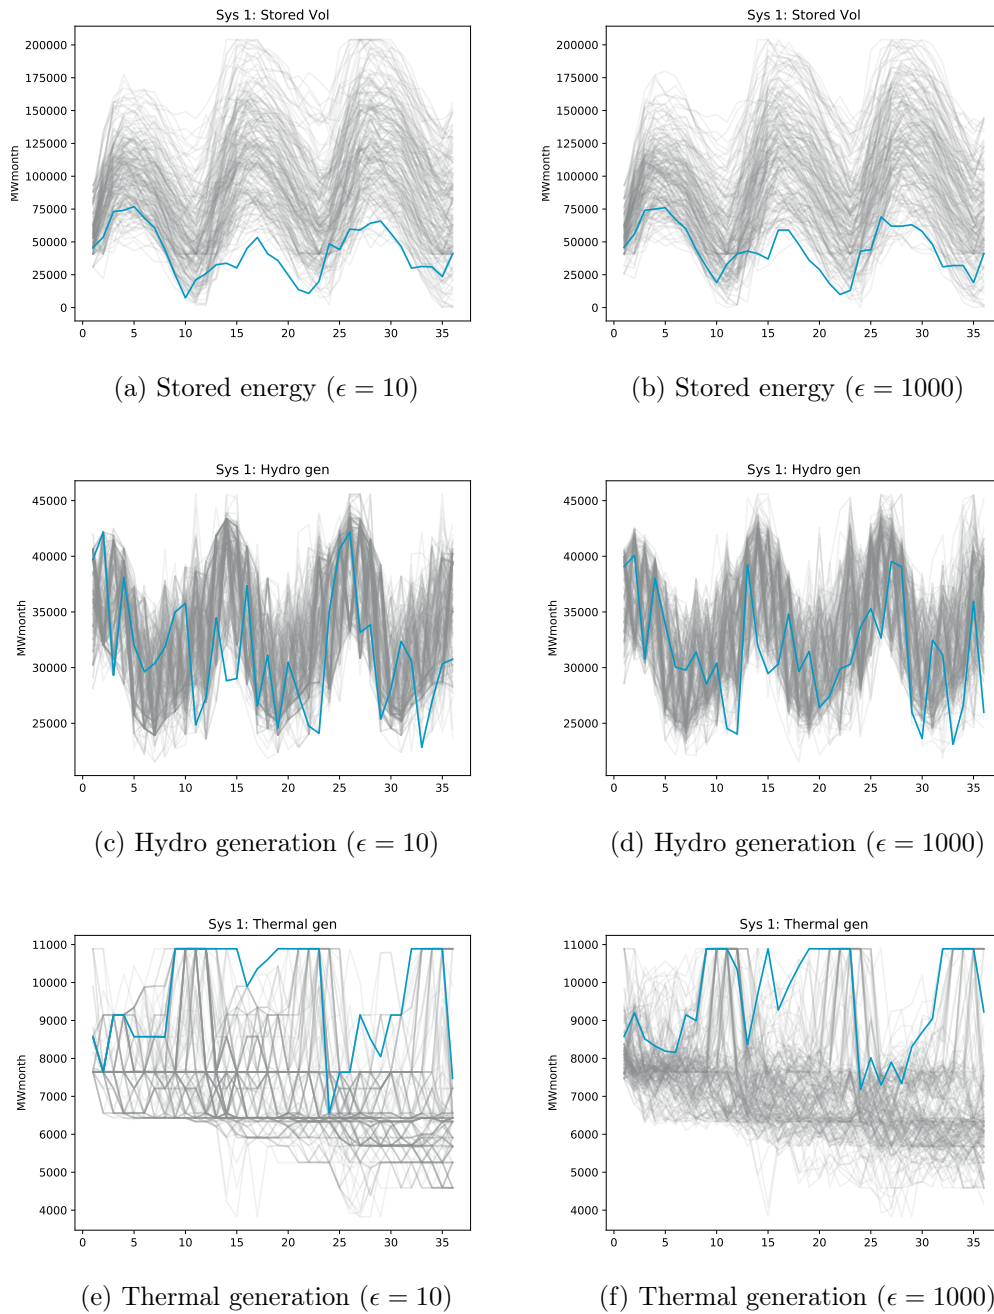 Sys 1: Stored Vol
200000
175000
150000
125000
100000
75000
50000
25000
0
MWmonth
0 5 10 15 20 25 30 35
(a) Stored energy (ϵ = 10)
Sys 1: Stored Vol
200000
175000
150000
125000
100000
75000
50000
25000
0
MWmonth
0 5 10 15 20 25 30 35
(b) Stored energy (ϵ = 1000)
Sys 1: Hydro gen
45000
40000
35000
30000
25000
MWmonth
0 5 10 15 20 25 30 35
(c) Hydro generation (ϵ = 10)
Sys 1: Hydro gen
45000
40000
35000
30000
25000
MWmonth
0 5 10 15 20 25 30 35
(d) Hydro generation (ϵ = 1000)
Sys 1: Thermal gen
11000
10000
9000
8000
7000
6000
5000
4000
MWmonth
0 5 10 15 20 25 30 35
(e) Thermal generation (ϵ = 10)
Sys 1: Thermal gen
11000
10000
9000
8000
7000
6000
5000
4000
MWmonth
0 5 10 15 20 25 30 35
(f) Thermal generation (ϵ = 1000)